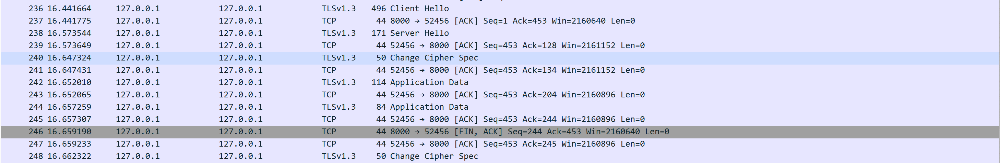 236 16.441664 127.0.0.1 127.0.0.1 TLSv1.3 496 Client Hello
237 16.441775 127.0.0.1 127.0.0.1 TCP 44 8000 → 52456 [ACK] Seq=1 Ack=453 Win=2160640 Len=0
238 16.573544 127.0.0.1 127.0.0.1 TLSv1.3 171 Server Hello
239 16.573649 127.0.0.1 127.0.0.1 TCP 44 52456 → 8000 [ACK] Seq=453 Ack=128 Win=2161152 Len=0
240 16.647324 127.0.0.1 127.0.0.1 TLSv1.3 50 Change Cipher Spec
241 16.647431 127.0.0.1 127.0.0.1 TCP 44 52456 → 8000 [ACK] Seq=453 Ack=134 Win=2161152 Len=0
242 16.652010 127.0.0.1 127.0.0.1 TLSv1.3 114 Application Data
243 16.652065 127.0.0.1 127.0.0.1 TCP 44 52456 → 8000 [ACK] Seq=453 Ack=204 Win=2160896 Len=0
244 16.657259 127.0.0.1 127.0.0.1 TLSv1.3 84 Application Data
245 16.657307 127.0.0.1 127.0.0.1 TCP 44 52456 → 8000 [ACK] Seq=453 Ack=244 Win=2160896 Len=0
246 16.659190 127.0.0.1 127.0.0.1 TCP 44 8000 → 52456 [FIN, ACK] Seq=244 Ack=453 Win=2160640 Len=0
247 16.659233 127.0.0.1 127.0.0.1 TCP 44 52456 → 8000 [ACK] Seq=453 Ack=245 Win=2160896 Len=0
248 16.662322 127.0.0.1 127.0.0.1 TLSv1.3 50 Change Cipher Spec